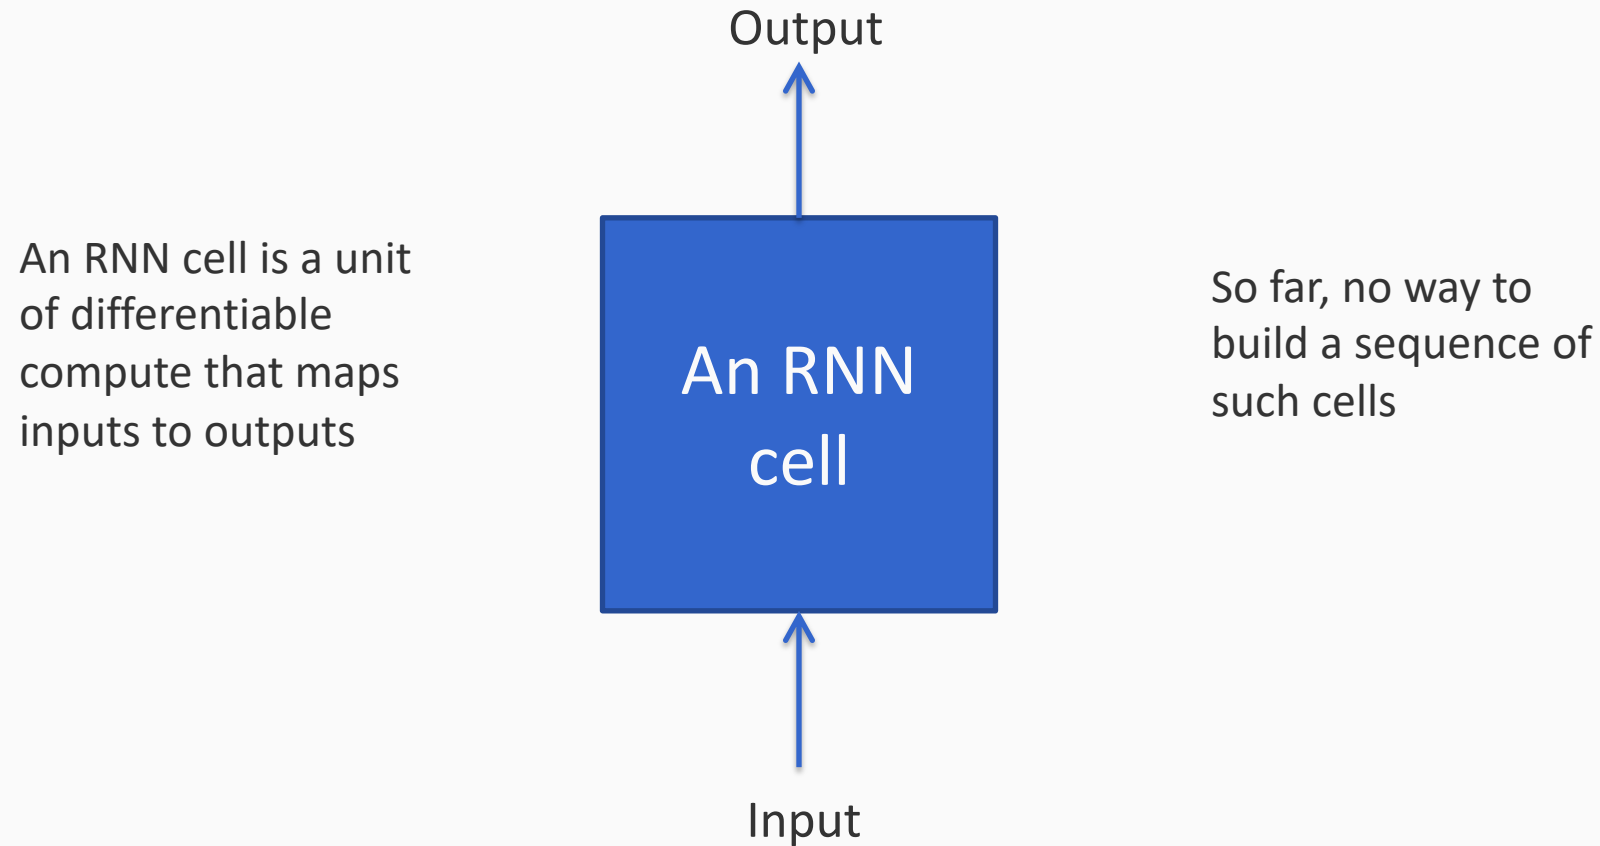 Output
An RNN cell is a unit
of differentiable
compute that maps
inputs to outputs
An RNN
cell
So far, no way to
build a sequence of
such cells
Input